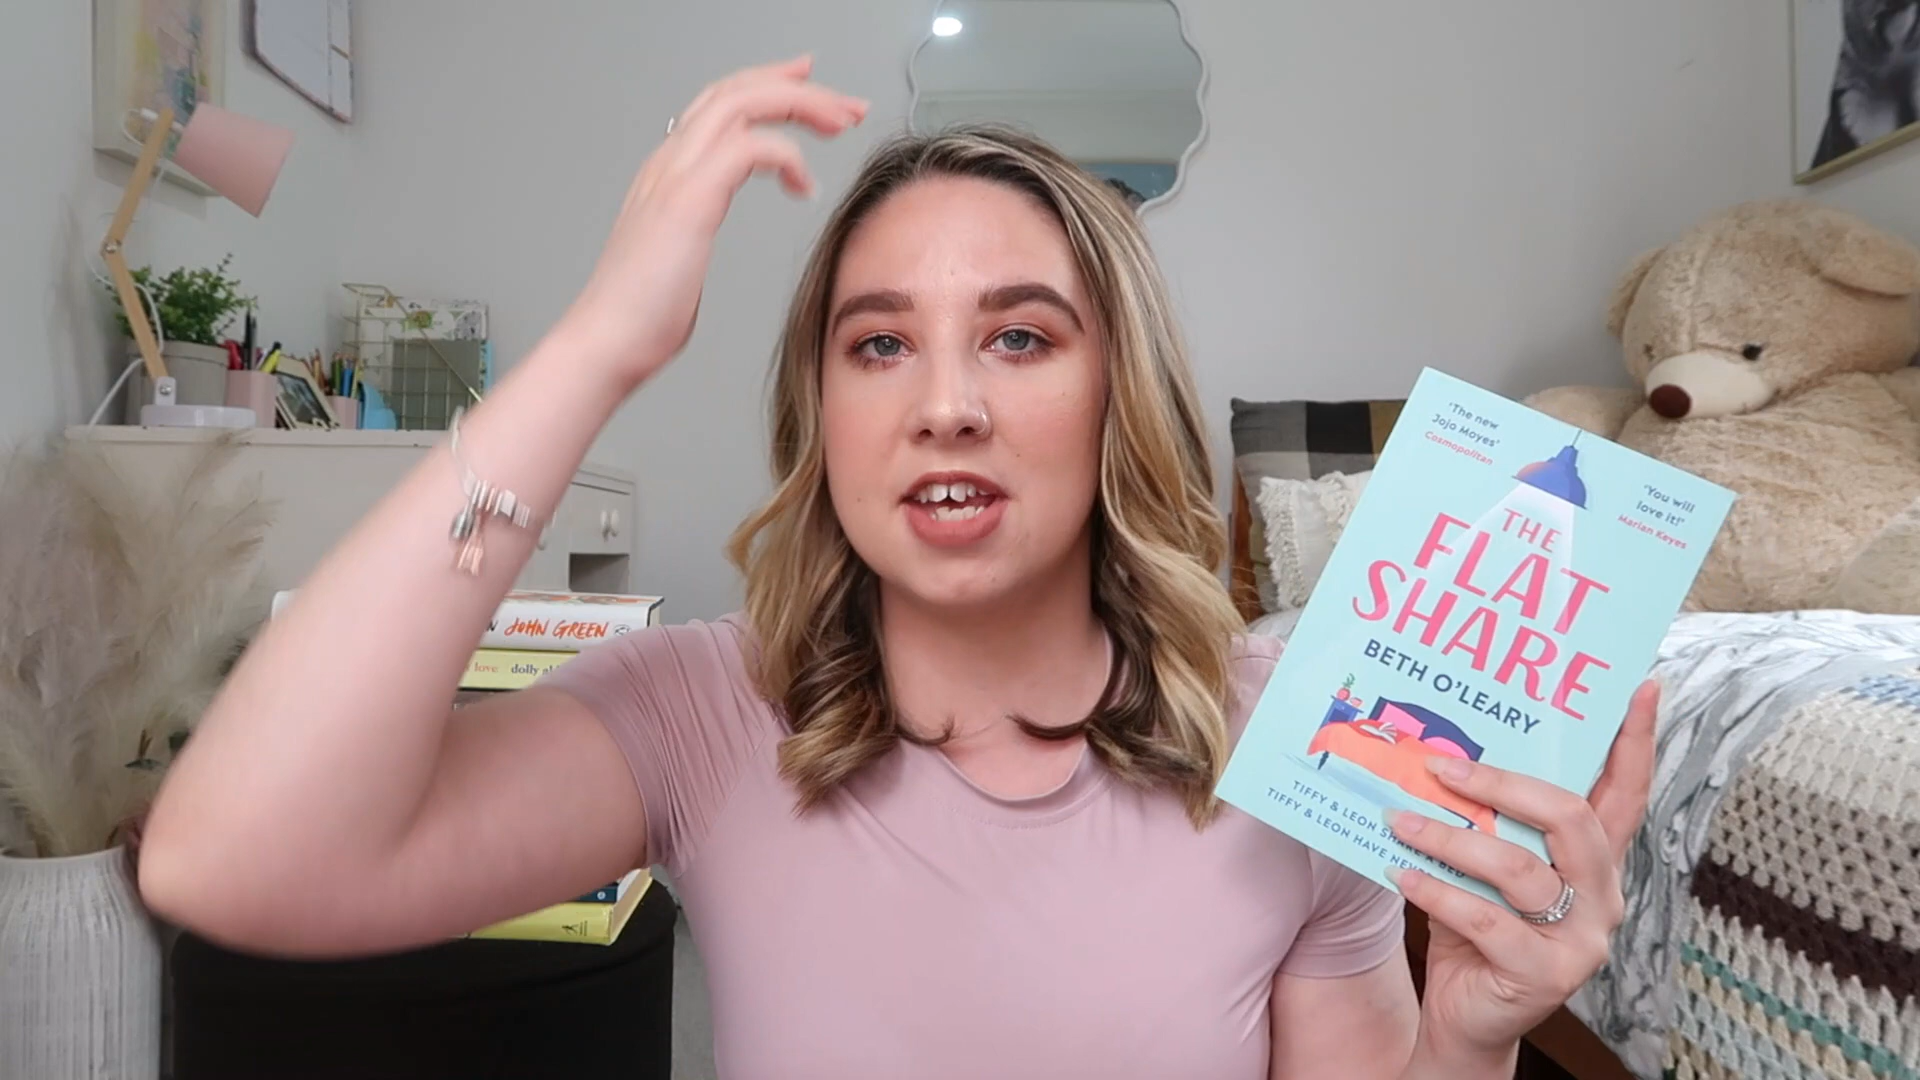 'The new
Jojo Moyes'
Cosmopolitan
'You will
love it!'
Marian Keyes
THE
FLAT
SHARE
BETH O'LEARY
TIFFY & LEON SHARE A BED
TIFFY & LEON HAVE
JOHN GREEN
love dolly